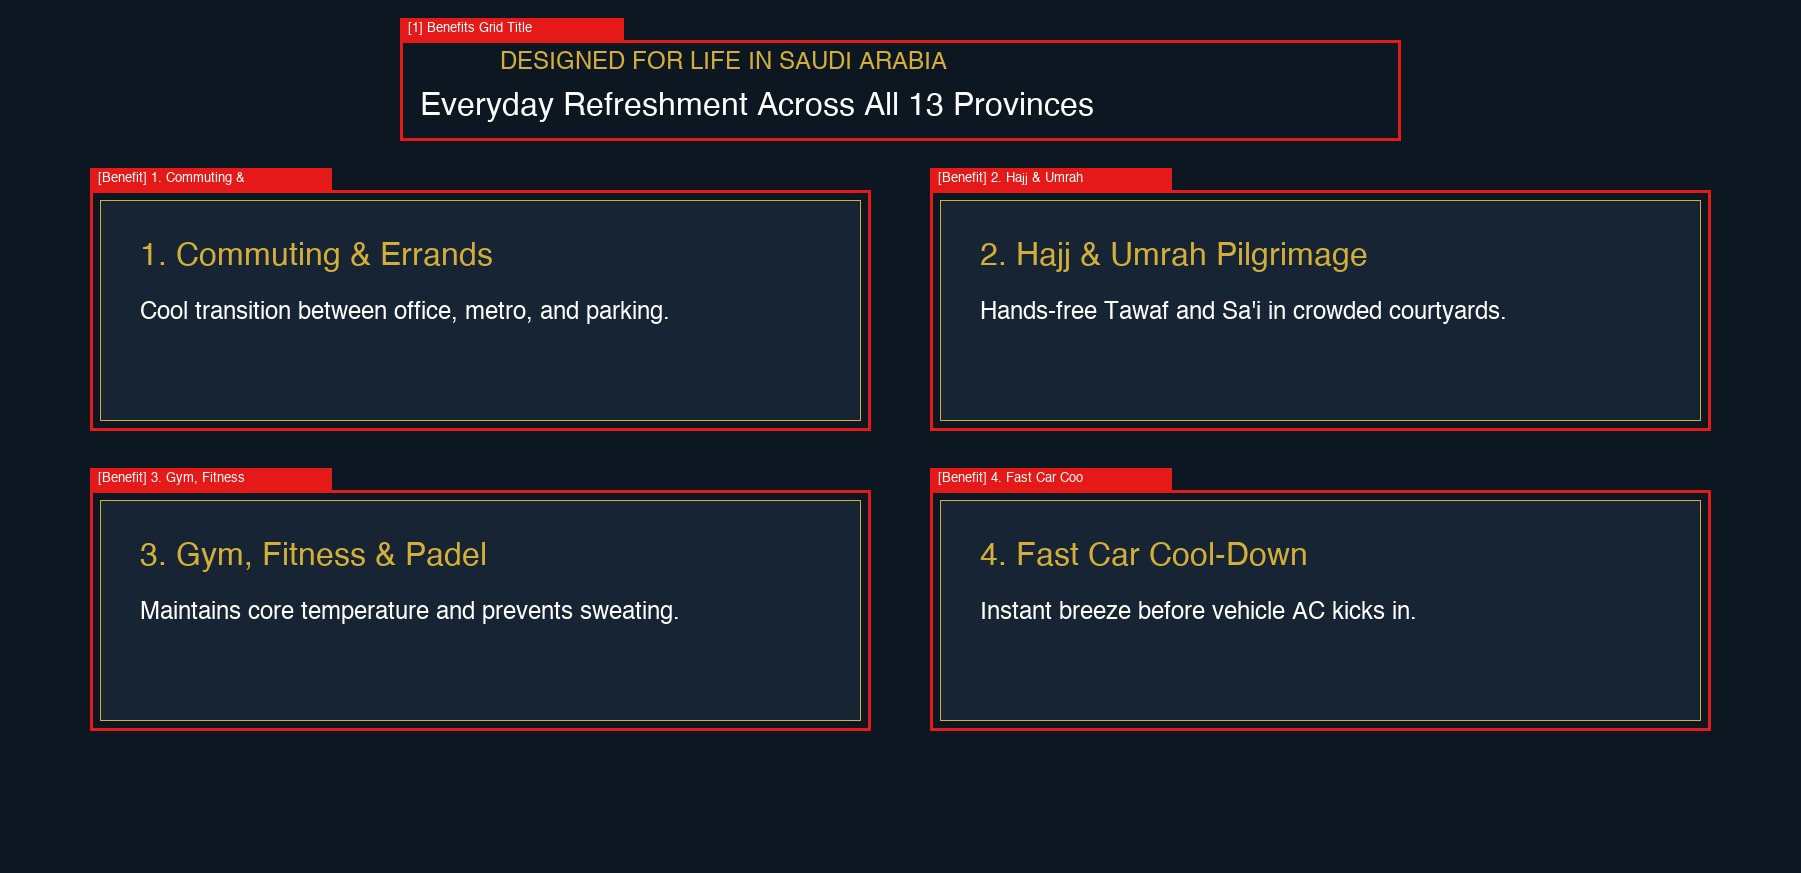 [1] Benefits Grid Title
DESIGNED FOR LIFE IN SAUDI ARABIA
Everyday Refreshment Across All 13 Provinces
[Benefit] 1. Commuting &
1. Commuting & Errands
Cool transition between office, metro, and parking.
[Benefit] 2. Hajj & Umrah
2. Hajj & Umrah Pilgrimage
Hands-free Tawaf and Sa'i in crowded courtyards.
[Benefit] 3. Gym, Fitness
3. Gym, Fitness & Padel
Maintains core temperature and prevents sweating.
[Benefit] 4. Fast Car Coo
4. Fast Car Cool-Down
Instant breeze before vehicle AC kicks in.